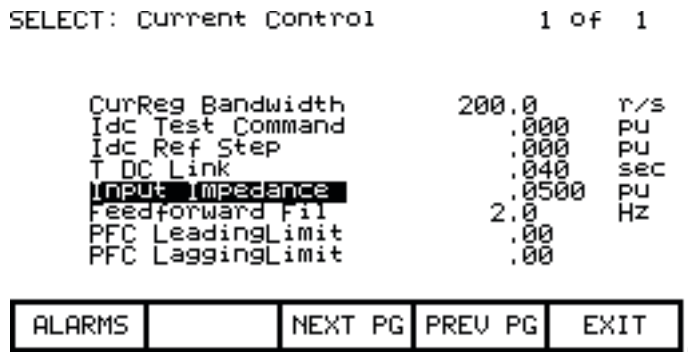 SELECT: Current Control 1 of 1
CurReg Bandwidth 200.0 r/s
Idc Test Command .000 pu
Idc Ref Step .000 pu
T DC Link .040 sec
Input Impedance .0500 pu
Feedforward Fil 2.0 Hz
PFC LeadingLimit .00
PFC LaggingLimit .00
ALARMS NEXT PG PREV PG EXIT